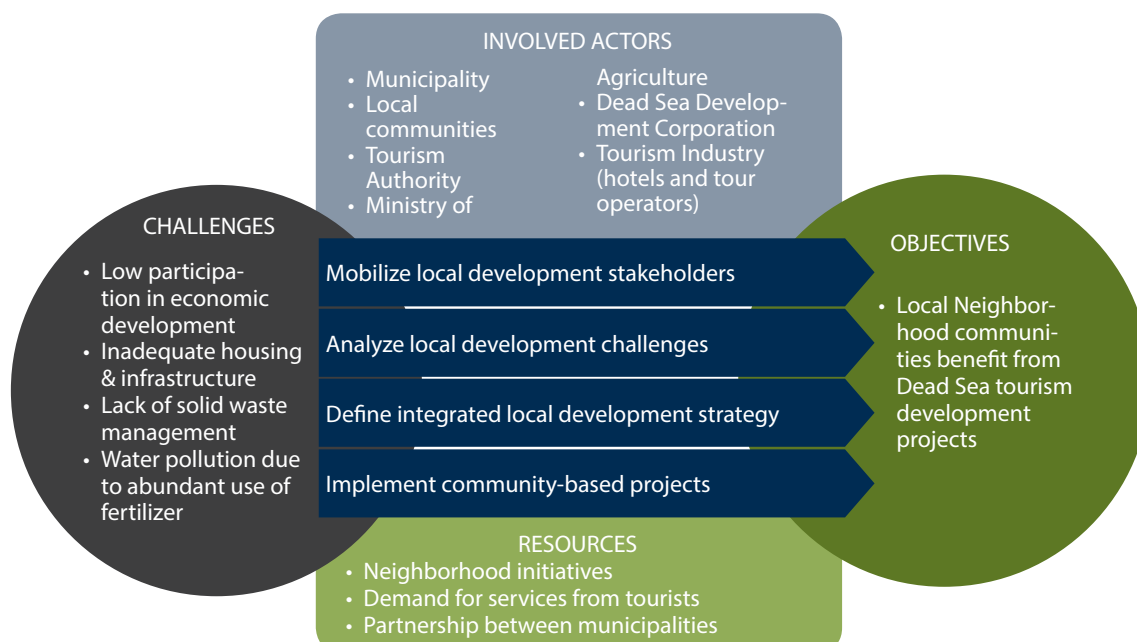 INVOLVED ACTORS
• Municipality
• Local
communities
• Tourism
Authority
• Ministry of
Agriculture
• Dead Sea Develop-
ment Corporation
• Tourism Industry
(hotels and tour
operators)
CHALLENGES
• Low participa-
tion in economic
development
• Inadequate housing
& infrastructure
• Lack of solid waste
management
• Water pollution due
to abundant use of
fertilizer
Mobilize local development stakeholders
Analyze local development challenges
Define integrated local development strategy
Implement community-based projects
OBJECTIVES
• Local Neighbor-
hood communi-
ties benefit from
Dead Sea tourism
development
projects
RESOURCES
• Neighborhood initiatives
• Demand for services from tourists
• Partnership between municipalities